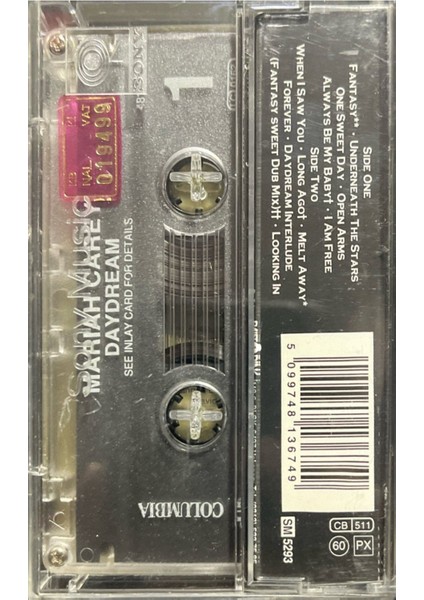 SIDE ONE
FANTASY** · UNDERNEATH THE STARS
ONE SWEET DAY · OPEN ARMS
ALWAYS BE MY BABY† · I AM FREE
SIDE TWO
WHEN I SAW YOU · LONG AGO† · MELT AWAY*
FOREVER · DAYDREAM INTERLUDE
(FANTASY SWEET DUB MIX)†† · LOOKING IN
5 099748 136749
SM 5293
CB 511
60 PX
1
SONY MUSIC
MARIAH CAREY
DAYDREAM
SEE INLAY CARD FOR DETAILS
COLUMBIA
NAL. VAT
019499